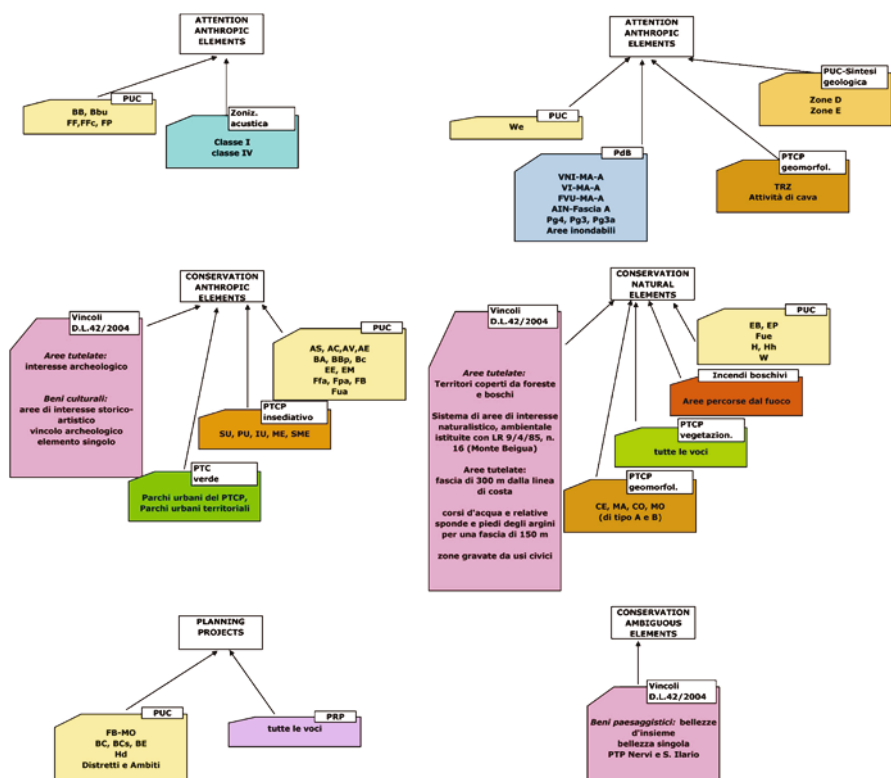 ATTENTION
ANTHROPIC
ELEMENTS
PUC
BB, Bbu
FF,FFc, FP
Zoniz.
acustica
Classe I
classe IV
ATTENTION
ANTHROPIC
ELEMENTS
PUC
We
PdB
VNI-MA-A
VI-MA-A
FVU-MA-A
AIN-Fascia A
Pg4, Pg3, Pg3a
Aree inondabili
PUC-Sintesi
geologica
Zone D
Zone E
PTCP
geomorfol.
TRZ
Attività di cava
CONSERVATION
ANTHROPIC
ELEMENTS
Vincoli
D.L.42/2004
Aree tutelate:
interesse archeologico
Beni culturali:
aree di interesse storico-
artistico
vincolo archeologico
elemento singolo
PTC
verde
Parchi urbani del PTCP,
Parchi urbani territoriali
PTCP
insediativo
SU, PU, IU, ME, SME
PUC
AS, AC,AV,AE
BA, BBp, Bc
EE, EM
Ffa, Fpa, FB
Fua
CONSERVATION
NATURAL
ELEMENTS
Vincoli
D.L.42/2004
Aree tutelate:
Territori coperti da foreste
e boschi
Sistema di aree di interesse
naturalistico, ambientale
istituite con LR 9/4/85, n.
16 (Monte Beigua)
Aree tutelate:
fascia di 300 m dalla linea
di costa
corsi d'acqua e relative
sponde e piedi degli argini
per una fascia di 150 m
zone gravate da usi civici
PTCP
geomorfol.
CE, MA, CO, MO
(di tipo A e B)
PTCP
vegetazion.
tutte le voci
Incendi boschivi
Aree percorse dal fuoco
PUC
EB, EP
Fue
H, Hh
W
PLANNING
PROJECTS
PUC
FB-MO
BC, BCs, BE
Hd
Distretti e Ambiti
PRP
tutte le voci
CONSERVATION
AMBIGUOUS
ELEMENTS
Vincoli
D.L.42/2004
Beni paesaggistici: bellezze
d'insieme
bellezza singola
PTP Nervi e S. Ilario